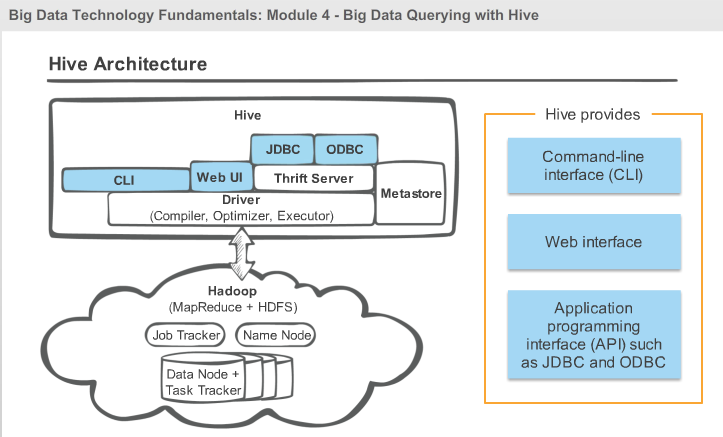 Big Data Technology Fundamentals: Module 4 - Big Data Querying with Hive
Hive Architecture
Hive
JDBC
ODBC
CLI
Web UI
Thrift Server
Metastore
Driver
(Compiler, Optimizer, Executor)
Hadoop
(MapReduce + HDFS)
Job Tracker
Name Node
Data Node +
Task Tracker
Hive provides
Command-line
interface (CLI)
Web interface
Application
programming
interface (API) such
as JDBC and ODBC